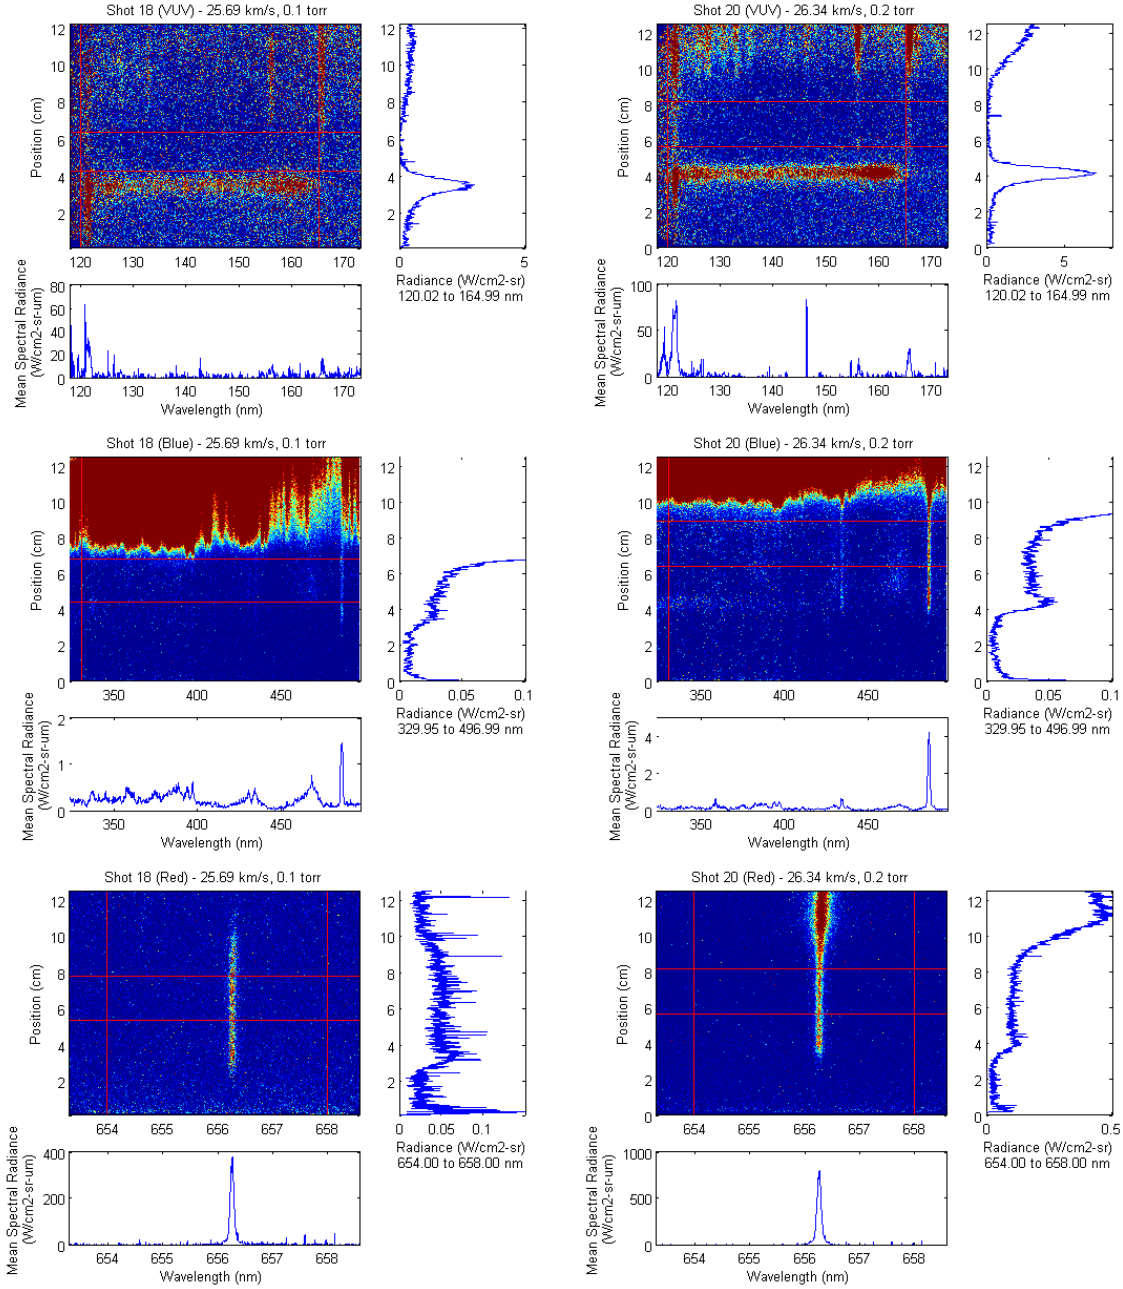 Shot 18 (VUV) - 25.69 km/s, 0.1 torr
Position (cm)
12
10
8
6
4
2
120 130 140 150 160 170
0 5
Radiance (W/cm2-sr)
120.02 to 164.99 nm
Mean Spectral Radiance
(W/cm2-sr-um)
80
60
40
20
0
120 130 140 150 160 170
Wavelength (nm)
Shot 20 (VUV) - 26.34 km/s, 0.2 torr
Position (cm)
12
10
8
6
4
2
0
120 130 140 150 160 170
12
10
8
6
4
2
0
0 5
Radiance (W/cm2-sr)
120.02 to 164.99 nm
Mean Spectral Radiance
(W/cm2-sr-um)
100
50
0
120 130 140 150 160 170
Wavelength (nm)
Shot 18 (Blue) - 25.69 km/s, 0.1 torr
Position (cm)
12
10
8
6
4
2
0
350 400 450
12
10
8
6
4
2
0
0 0.05 0.1
Radiance (W/cm2-sr)
329.95 to 496.99 nm
Mean Spectral Radiance
(W/cm2-sr-um)
2
1
0
350 400 450
Wavelength (nm)
Shot 20 (Blue) - 26.34 km/s, 0.2 torr
Position (cm)
12
10
8
6
4
2
0
350 400 450
12
10
8
6
4
2
0
0 0.05 0.1
Radiance (W/cm2-sr)
329.95 to 496.99 nm
Mean Spectral Radiance
(W/cm2-sr-um)
4
2
0
350 400 450
Wavelength (nm)
Shot 18 (Red) - 25.69 km/s, 0.1 torr
Position (cm)
12
10
8
6
4
2
654 655 656 657 658
12
10
8
6
4
2
0 0.05 0.1
Radiance (W/cm2-sr)
654.00 to 658.00 nm
Mean Spectral Radiance
(W/cm2-sr-um)
400
200
0
654 655 656 657 658
Wavelength (nm)
Shot 20 (Red) - 26.34 km/s, 0.2 torr
Position (cm)
12
10
8
6
4
2
0
654 655 656 657 658
12
10
8
6
4
2
0
0 0.5
Radiance (W/cm2-sr)
654.00 to 658.00 nm
Mean Spectral Radiance
(W/cm2-sr-um)
1000
500
0
654 655 656 657 658
Wavelength (nm)